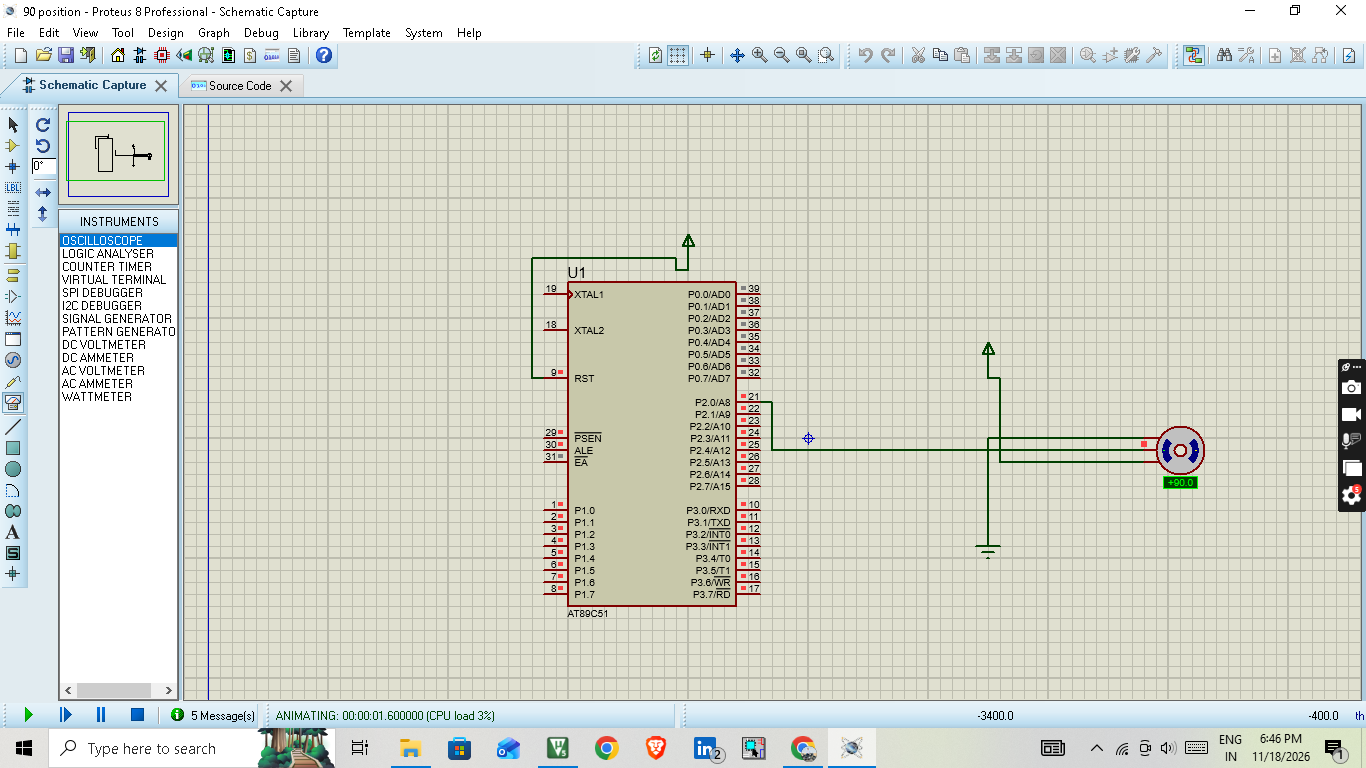 90 position - Proteus 8 Professional - Schematic Capture
File Edit View Tool Design Graph Debug Library Template System Help
Schematic Capture
Source Code
0°
LBL
INSTRUMENTS
OSCILLOSCOPE
LOGIC ANALYSER
COUNTER TIMER
VIRTUAL TERMINAL
SPI DEBUGGER
I2C DEBUGGER
SIGNAL GENERATOR
PATTERN GENERATO
DC VOLTMETER
DC AMMETER
AC VOLTMETER
AC AMMETER
WATTMETER
A
S
U1
19 XTAL1
18 XTAL2
9 RST
29 PSEN
30 ALE
31 EA
1 P1.0
2 P1.1
3 P1.2
4 P1.3
5 P1.4
6 P1.5
7 P1.6
8 P1.7
P0.0/AD0 39
P0.1/AD1 38
P0.2/AD2 37
P0.3/AD3 36
P0.4/AD4 35
P0.5/AD5 34
P0.6/AD6 33
P0.7/AD7 32
P2.0/A8 21
P2.1/A9 22
P2.2/A10 23
P2.3/A11 24
P2.4/A12 25
P2.5/A13 26
P2.6/A14 27
P2.7/A15 28
P3.0/RXD 10
P3.1/TXD 11
P3.2/INT0 12
P3.3/INT1 13
P3.4/T0 14
P3.5/T1 15
P3.6/WR 16
P3.7/RD 17
AT89C51
+90.0
5 Message(s)
ANIMATING: 00:00:01.600000 (CPU load 3%)
-3400.0
-400.0
th
Type here to search
2
ENG
IN
6:46 PM
11/18/2026
1